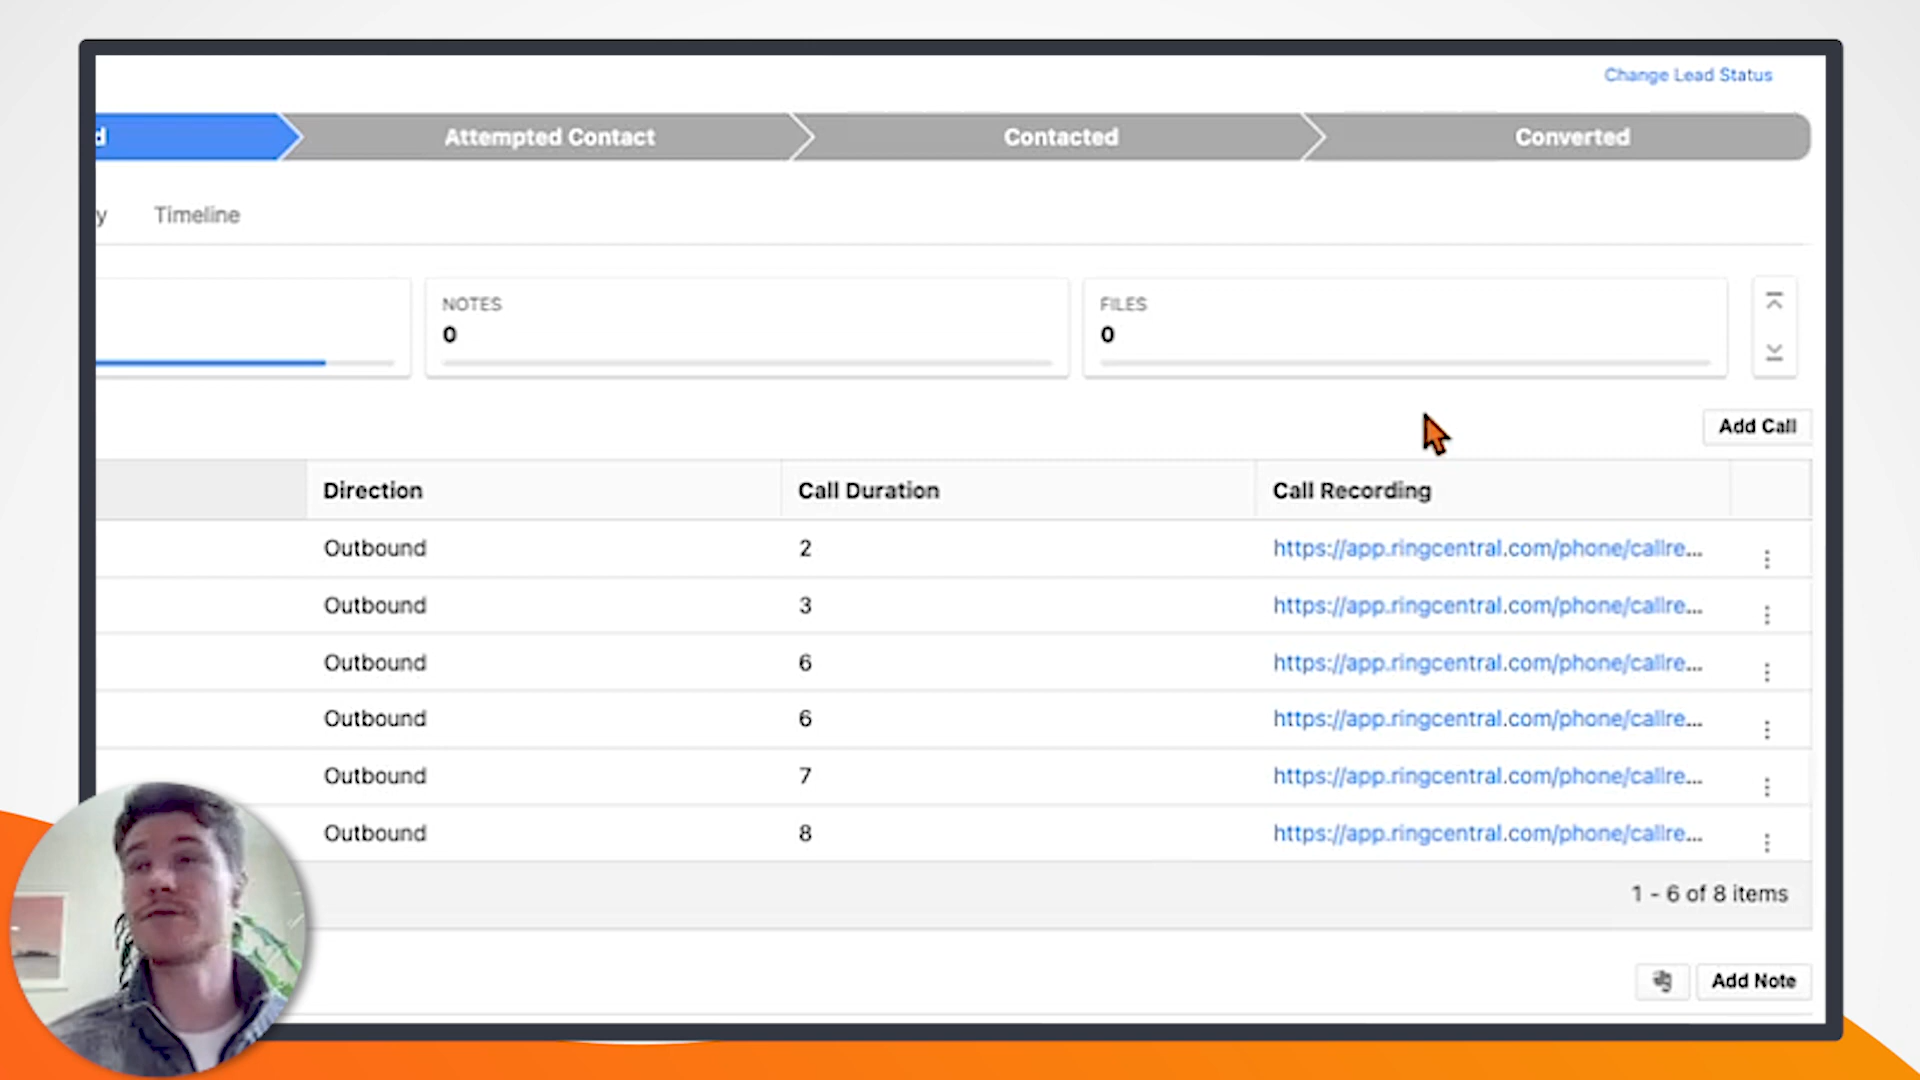 Change Lead Status
d
Attempted Contact
Contacted
Converted
y
Timeline
NOTES
0
FILES
0
Add Call
Direction
Call Duration
Call Recording
Outbound
2
https://app.ringcentral.com/phone/callre...
Outbound
3
https://app.ringcentral.com/phone/callre...
Outbound
6
https://app.ringcentral.com/phone/callre...
Outbound
6
https://app.ringcentral.com/phone/callre...
Outbound
7
https://app.ringcentral.com/phone/callre...
Outbound
8
https://app.ringcentral.com/phone/callre...
1 - 6 of 8 items
Add Note